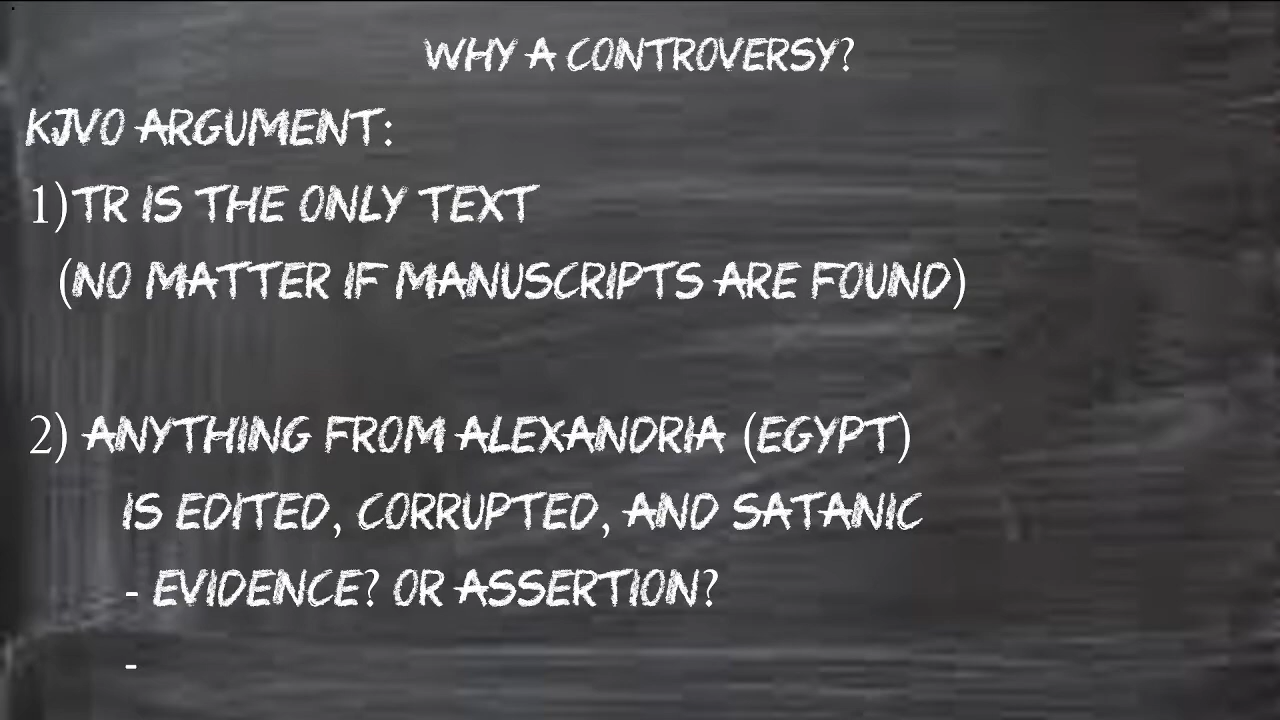 WHY A CONTROVERSY?
KJVO ARGUMENT:
1)TR IS THE ONLY TEXT
(NO MATTER IF MANUSCRIPTS ARE FOUND)
2) ANYTHING FROM ALEXANDRIA (EGYPT)
IS EDITED, CORRUPTED, AND SATANIC
- EVIDENCE? OR ASSERTION?
-